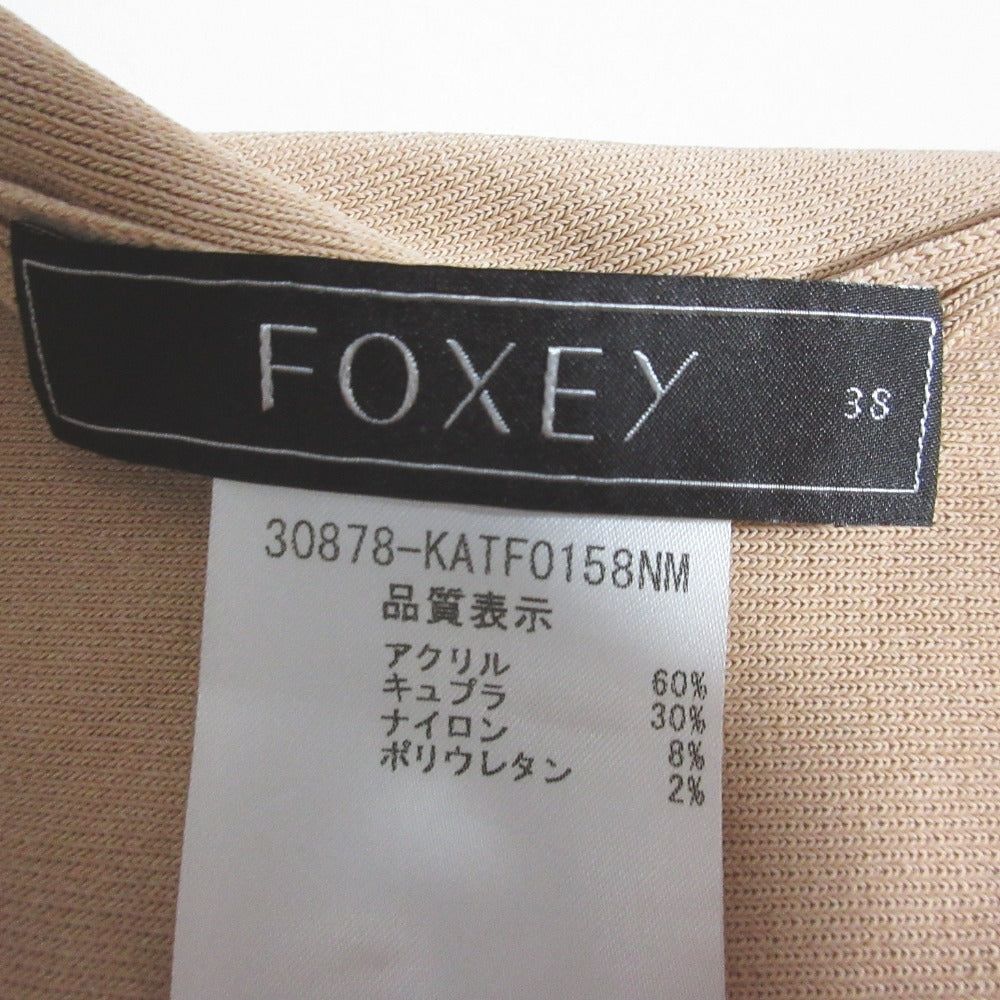 FOXEY 38
30878-KATF0158NM
品質表示
アクリル 60%
キュプラ 30%
ナイロン 8%
ポリウレタン 2%